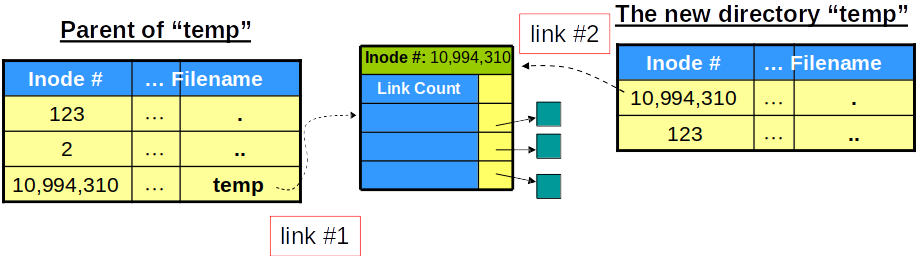 Parent of “temp”
Inode # ... Filename
123 ... .
2 ... ..
10,994,310 ... temp
link #1
Inode #: 10,994,310
Link Count
link #2
The new directory “temp”
Inode # ... Filename
10,994,310 ... .
123 ... ..